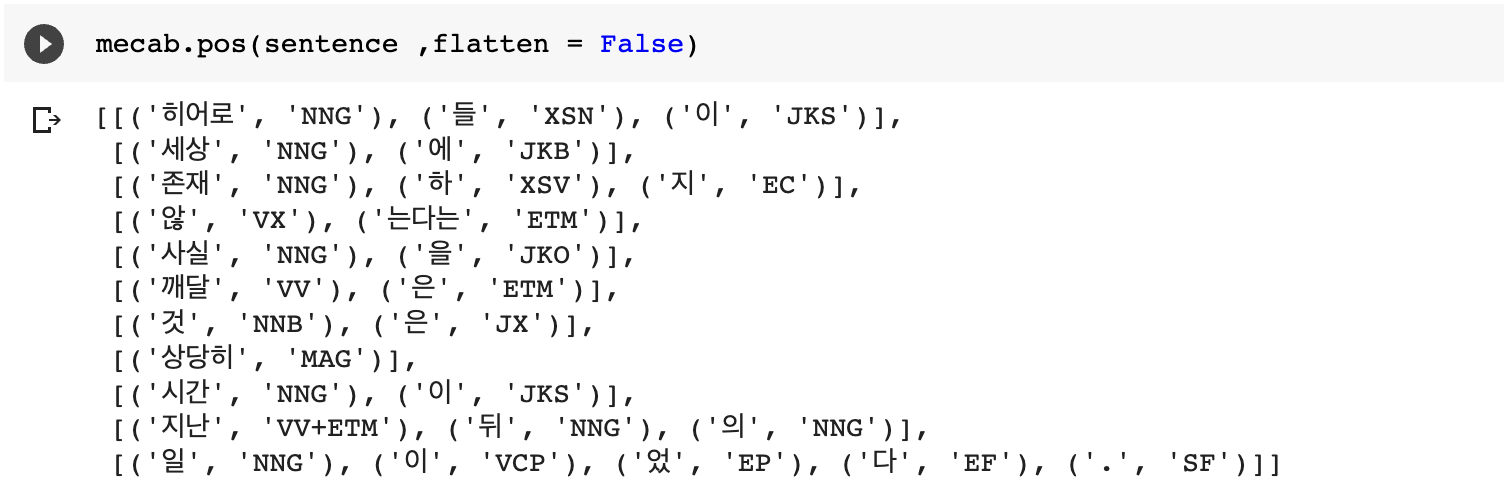 mecab.pos(sentence ,flatten = False)
[[('히어로', 'NNG'), ('들', 'XSN'), ('이', 'JKS')],
[('세상', 'NNG'), ('에', 'JKB')],
[('존재', 'NNG'), ('하', 'XSV'), ('지', 'EC')],
[('않', 'VX'), ('는다는', 'ETM')],
[('사실', 'NNG'), ('을', 'JKO')],
[('깨달', 'VV'), ('은', 'ETM')],
[('것', 'NNB'), ('은', 'JX')],
[('상당히', 'MAG')],
[('시간', 'NNG'), ('이', 'JKS')],
[('지난', 'VV+ETM'), ('뒤', 'NNG'), ('의', 'NNG')],
[('일', 'NNG'), ('이', 'VCP'), ('었', 'EP'), ('다', 'EF'), ('.', 'SF')]]